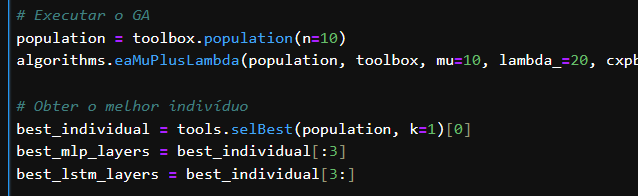 # Executar o GA
population = toolbox.population(n=10)
algorithms.eaMuPlusLambda(population, toolbox, mu=10, lambda_=20, cxpb
# Obter o melhor indivíduo
best_individual = tools.selBest(population, k=1)[0]
best_mlp_layers = best_individual[:3]
best_lstm_layers = best_individual[3:]